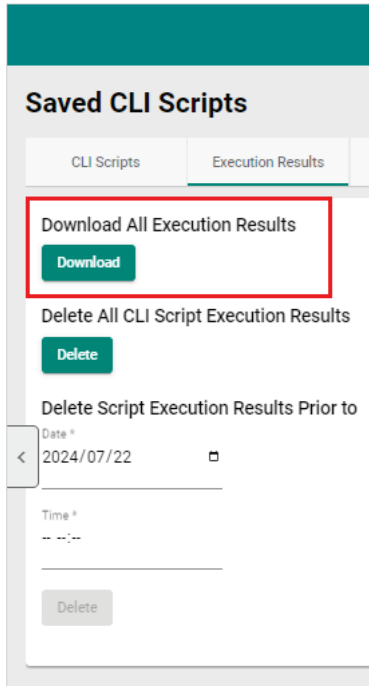 Saved CLI Scripts
CLI Scripts Execution Results
Download All Execution Results
Download
Delete All CLI Script Execution Results
Delete
Delete Script Execution Results Prior to
Date *
2024/07/22
Time *
-- --:--
Delete